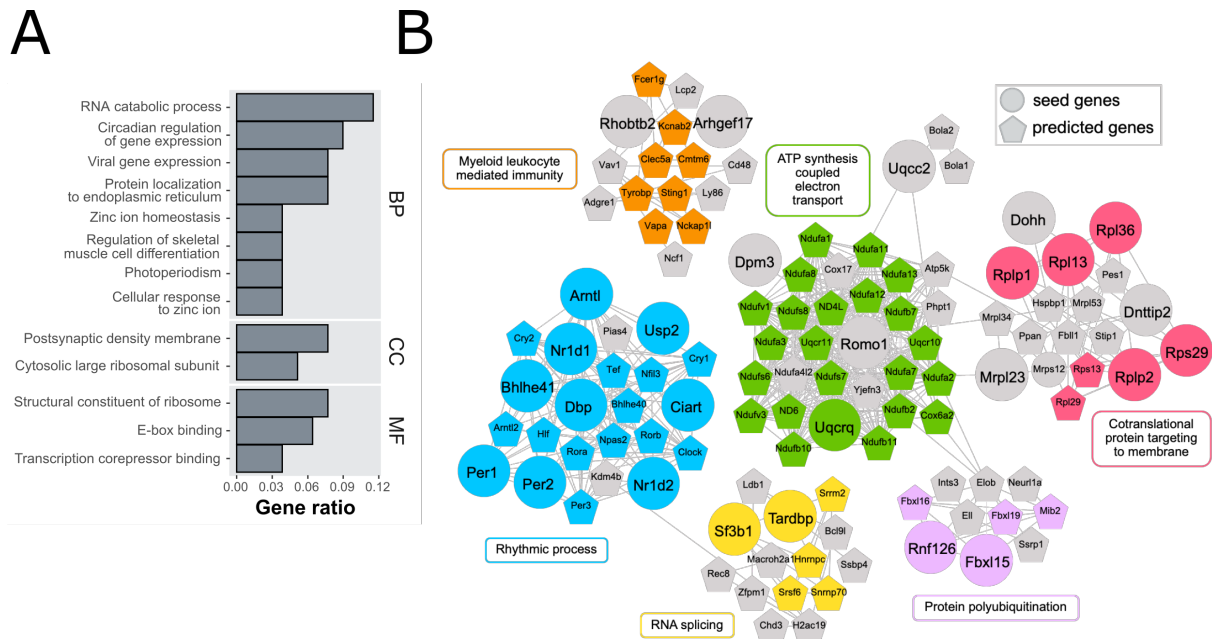 A
B
RNA catabolic process
Circadian regulation
of gene expression
Viral gene expression
Protein localization
to endoplasmic reticulum
Zinc ion homeostasis
Regulation of skeletal
muscle cell differentiation
Photoperiodism
Cellular response
to zinc ion
Postsynaptic density membrane
Cytosolic large ribosomal subunit
Structural constituent of ribosome
E-box binding
Transcription corepressor binding
BP
CC
MF
0.00 0.03 0.06 0.09 0.12
Gene ratio
seed genes
predicted genes
Myeloid leukocyte
mediated immunity
Fcer1g
Lcp2
Rhobtb2
Kcnab2
Arhgef17
Vav1
Clec5a
Cmtm6
Cd48
Adgre1
Tyrobp
Sting1
Ly86
Vapa
Nckap1l
Ncf1
ATP synthesis
coupled
electron
transport
Bola2
Uqcc2
Bola1
Ndufa1
Ndufa11
Dpm3
Ndufa8
Cox17
Ndufa13
Atp5k
Ndufa12
Ndufv1
Ndufs8
ND4L
Ndufb7
Phpt1
Ndufa3
Uqcr11
Romo1
Uqcr10
Ndufs6
Ndufa4l2
Ndufs7
Yjefn3
Ndufa7
Ndufa2
Ndufv3
ND6
Uqcrq
Ndufb2
Cox6a2
Ndufb10
Ndufb11
Dohh
Rpl36
Rplp1
Rpl13
Pes1
Hspbp1
Mrpl53
Dnttip2
Mrpl34
Ppan
Fbll1
Stip1
Rps29
Mrpl23
Mrps12
Rps13
Rplp2
Rpl29
Cotranslational
protein targeting
to membrane
Arntl
Usp2
Cry2
Pias4
Nr1d1
Cry1
Tef
Nfil3
Bhlhe41
Dbp
Bhlhe40
Ciart
Arntl2
Hlf
Npas2
Rorb
Rora
Clock
Per1
Per2
Kdm4b
Nr1d2
Per3
Rhythmic process
Ldb1
Srrm2
Sf3b1
Tardbp
Bcl9l
Macroh2a1
Hnrnpc
Ssbp4
Rec8
Zfpm1
Srsf6
Snrnp70
Chd3
H2ac19
RNA splicing
Ints3
Elob
Neurl1a
Fbxl16
Ell
Fbxl19
Mib2
Rnf126
Fbxl15
Ssrp1
Protein polyubiquitination